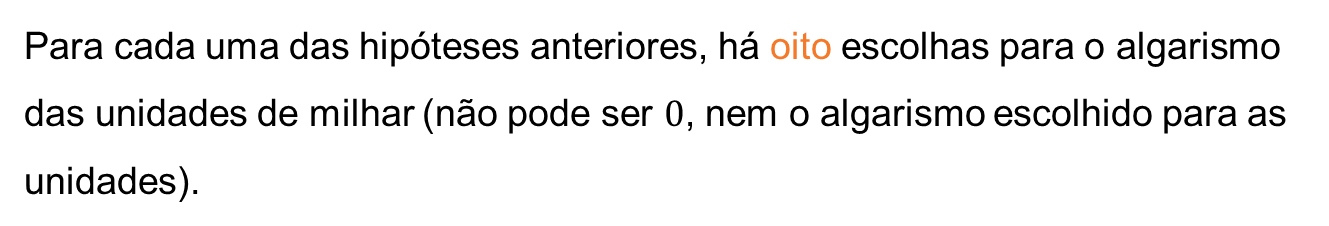 Para cada uma das hipóteses anteriores, há oito escolhas para o algarismo
das unidades de milhar (não pode ser 0, nem o algarismo escolhido para as
unidades).